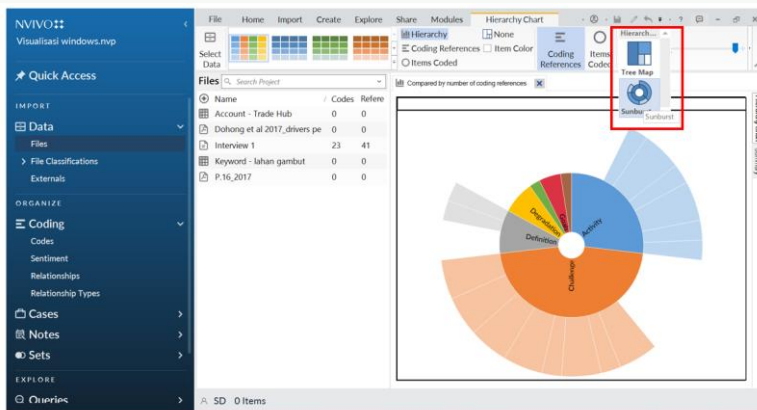 NVIVO
Visualisasi windows.nvp
Quick Access
IMPORT
Data
Files
File Classifications
Externals
ORGANIZE
Coding
Codes
Sentiment
Relationships
Relationship Types
Cases
Notes
Sets
EXPLORE
Queries
File Home Import Create Explore Share Modules Hierarchy Chart
Select
Data
Hierarchy
Coding References
Items Coded
None
Item Color
Coding
References
Items
Coded
Hierarch...
Tree Map
Sunburst
Sunburst
Files Search Project
Name Codes Refere
Account - Trade Hub 0 0
Dohong et al 2017_drivers pe 0 0
Interview 1 23 41
Keyword - lahan gambut 0 0
P.16_2017 0 0
Compared by number of coding references
Activity
Challenge
Definition
Degradation
SD 0 Items